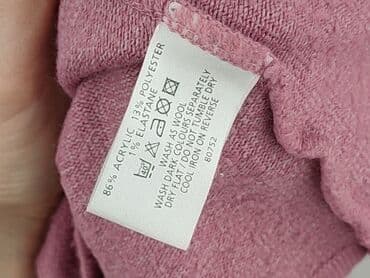 86% ACRYLIC 13% POLYESTER
1% ELASTANE
40
WASH AS WOOL
WASH DARK COLOURS SEPARATELY
DRY FLAT / DO NOT TUMBLE DRY
COOL IRON ON REVERSE
80752